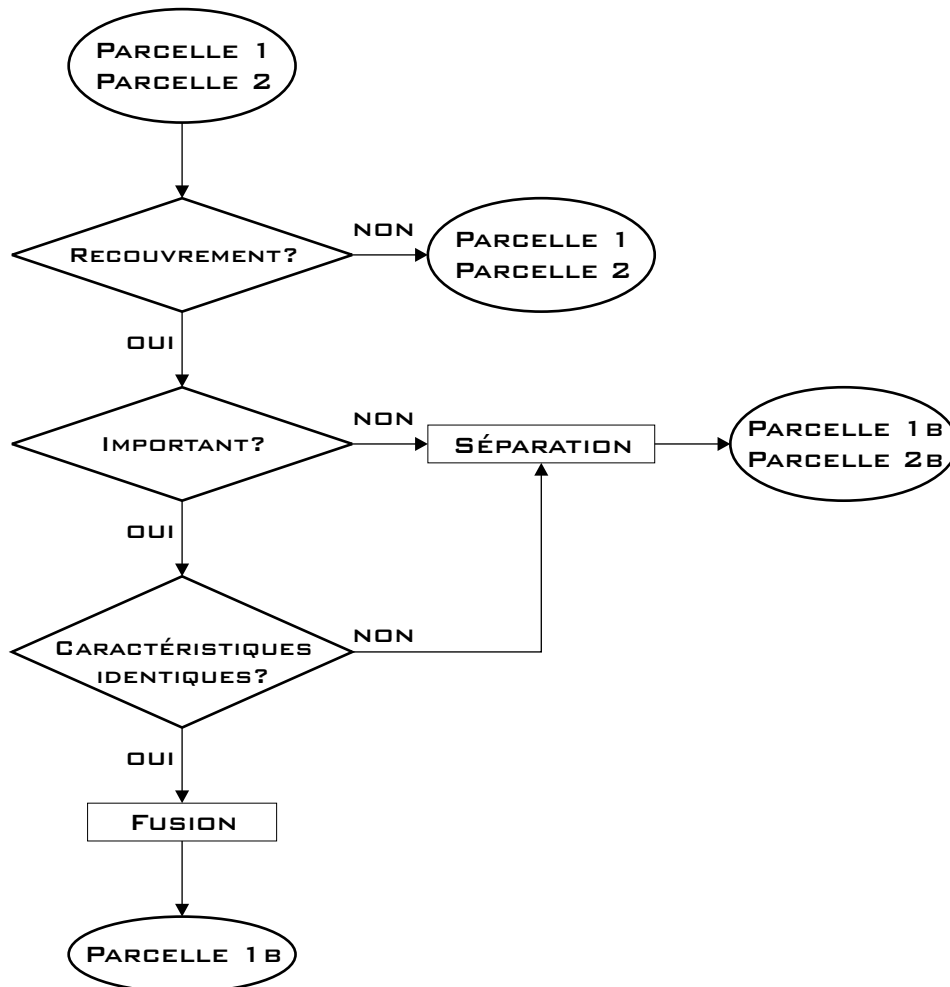 Parcelle 1
Parcelle 2
Recouvrement?
NON
Parcelle 1
Parcelle 2
OUI
Important?
NON
Séparation
Parcelle 1B
Parcelle 2B
OUI
Caractéristiques
identiques?
NON
OUI
Fusion
Parcelle 1B